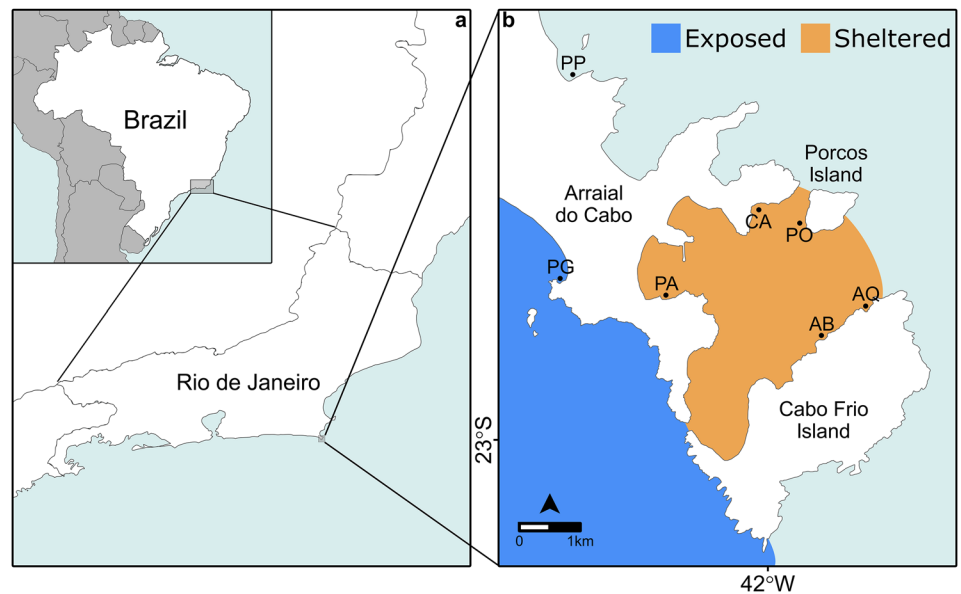 a
Brazil
Rio de Janeiro
b
Exposed
Sheltered
PP
Porcos
Island
Arraial
do Cabo
CA
PO
PG
PA
AQ
AB
Cabo Frio
Island
23°S
0
1km
42°W